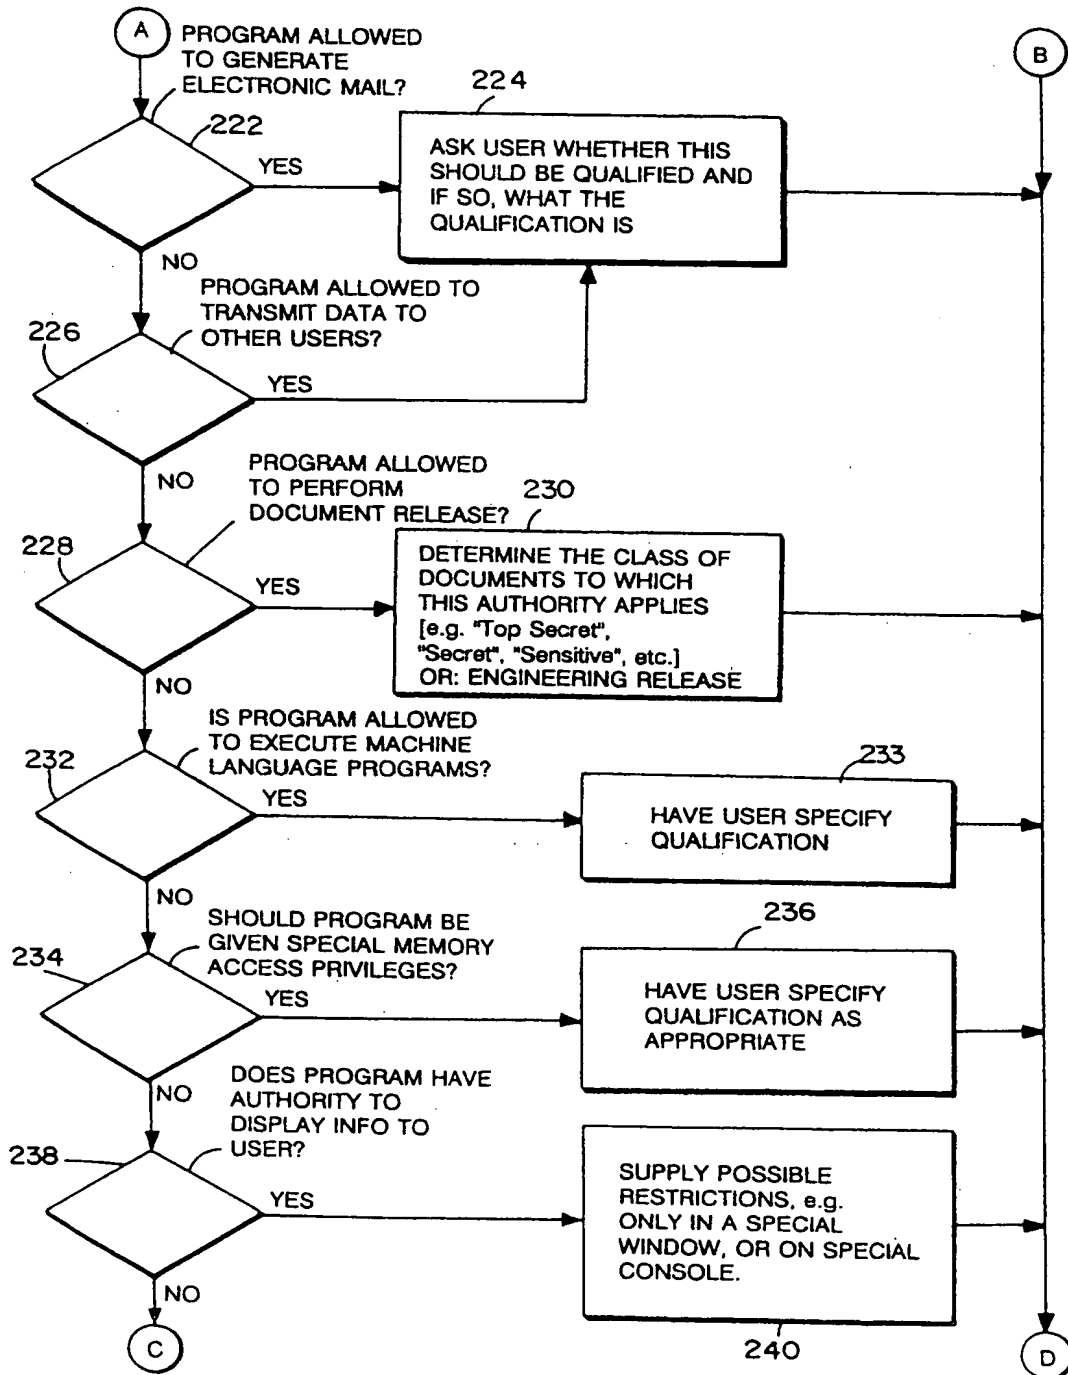 A
PROGRAM ALLOWED
TO GENERATE
ELECTRONIC MAIL?
B
222
YES
224
ASK USER WHETHER THIS
SHOULD BE QUALIFIED AND
IF SO, WHAT THE
QUALIFICATION IS
NO
PROGRAM ALLOWED TO
TRANSMIT DATA TO
OTHER USERS?
226
YES
NO
PROGRAM ALLOWED
TO PERFORM
DOCUMENT RELEASE?
228
YES
230
DETERMINE THE CLASS OF
DOCUMENTS TO WHICH
THIS AUTHORITY APPLIES
[e.g. "Top Secret",
"Secret", "Sensitive", etc.]
OR: ENGINEERING RELEASE
NO
IS PROGRAM ALLOWED
TO EXECUTE MACHINE
LANGUAGE PROGRAMS?
232
YES
233
HAVE USER SPECIFY
QUALIFICATION
NO
SHOULD PROGRAM BE
GIVEN SPECIAL MEMORY
ACCESS PRIVILEGES?
234
YES
236
HAVE USER SPECIFY
QUALIFICATION AS
APPROPRIATE
NO
DOES PROGRAM HAVE
AUTHORITY TO
DISPLAY INFO TO
USER?
238
YES
SUPPLY POSSIBLE
RESTRICTIONS, e.g.
ONLY IN A SPECIAL
WINDOW, OR ON SPECIAL
CONSOLE.
240
NO
C
D